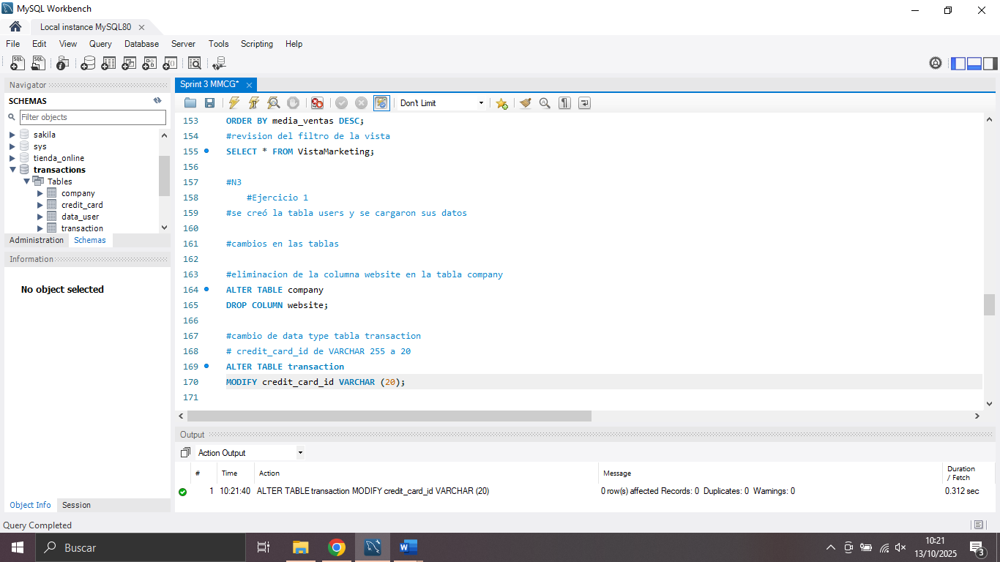 MySQL Workbench
Local instance MySQL80
File Edit View Query Database Server Tools Scripting Help
Navigator
SCHEMAS
Filter objects
sakila
sys
tienda_online
transactions
Tables
company
credit_card
data_user
transaction
Administration Schemas
Information
No object selected
Object Info Session
Sprint 3 MMCG*
Don't Limit
153 ORDER BY media_ventas DESC;
154 #revision del filtro de la vista
155 SELECT * FROM VistaMarketing;
156
157 #N3
158 #Ejercicio 1
159 #se creó la tabla users y se cargaron sus datos
160
161 #cambios en las tablas
162
163 #eliminacion de la columna website en la tabla company
164 ALTER TABLE company
165 DROP COLUMN website;
166
167 #cambio de data type tabla transaction
168 # credit_card_id de VARCHAR 255 a 20
169 ALTER TABLE transaction
170 MODIFY credit_card_id VARCHAR (20);
171
Output
Action Output
# Time Action Message Duration / Fetch
1 10:21:40 ALTER TABLE transaction MODIFY credit_card_id VARCHAR (20) 0 row(s) affected Records: 0 Duplicates: 0 Warnings: 0 0.312 sec
Query Completed
Buscar
10:21
13/10/2025
3